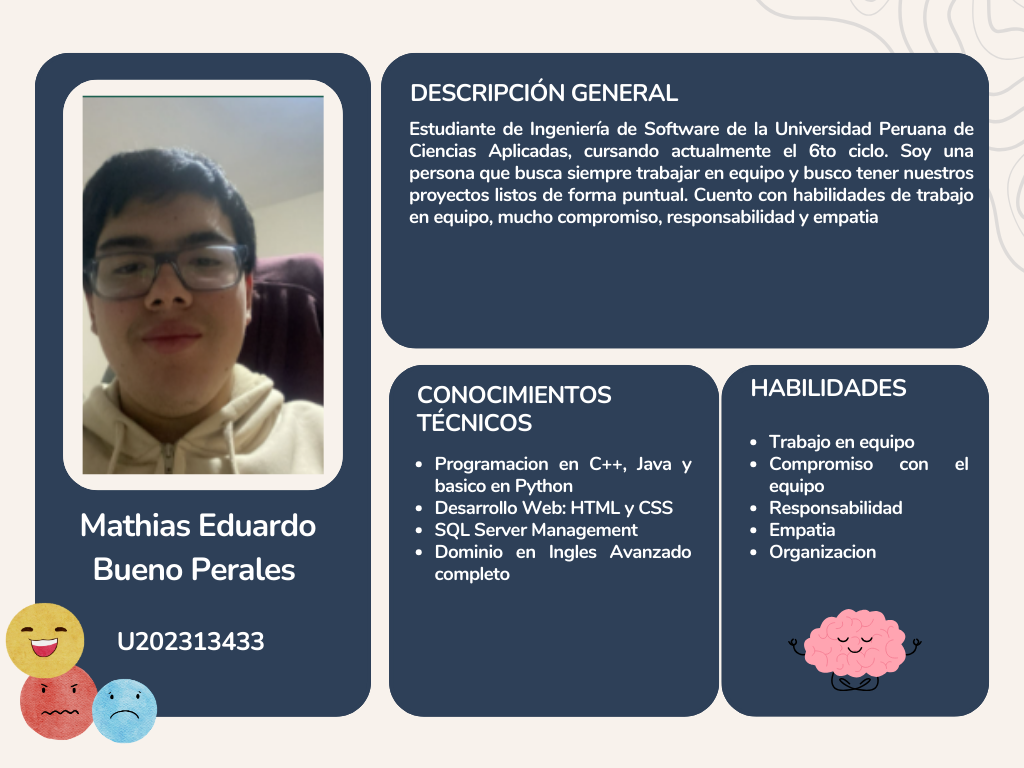 DESCRIPCIÓN GENERAL
Estudiante de Ingeniería de Software de la Universidad Peruana de
Ciencias Aplicadas, cursando actualmente el 6to ciclo. Soy una
persona que busca siempre trabajar en equipo y busco tener nuestros
proyectos listos de forma puntual. Cuento con habilidades de trabajo
en equipo, mucho compromiso, responsabilidad y empatia
Mathias Eduardo
Bueno Perales
U202313433
CONOCIMIENTOS
TÉCNICOS
• Programacion en C++, Java y
basico en Python
• Desarrollo Web: HTML y CSS
• SQL Server Management
• Dominio en Ingles Avanzado
completo
HABILIDADES
• Trabajo en equipo
• Compromiso con el
equipo
• Responsabilidad
• Empatia
• Organizacion